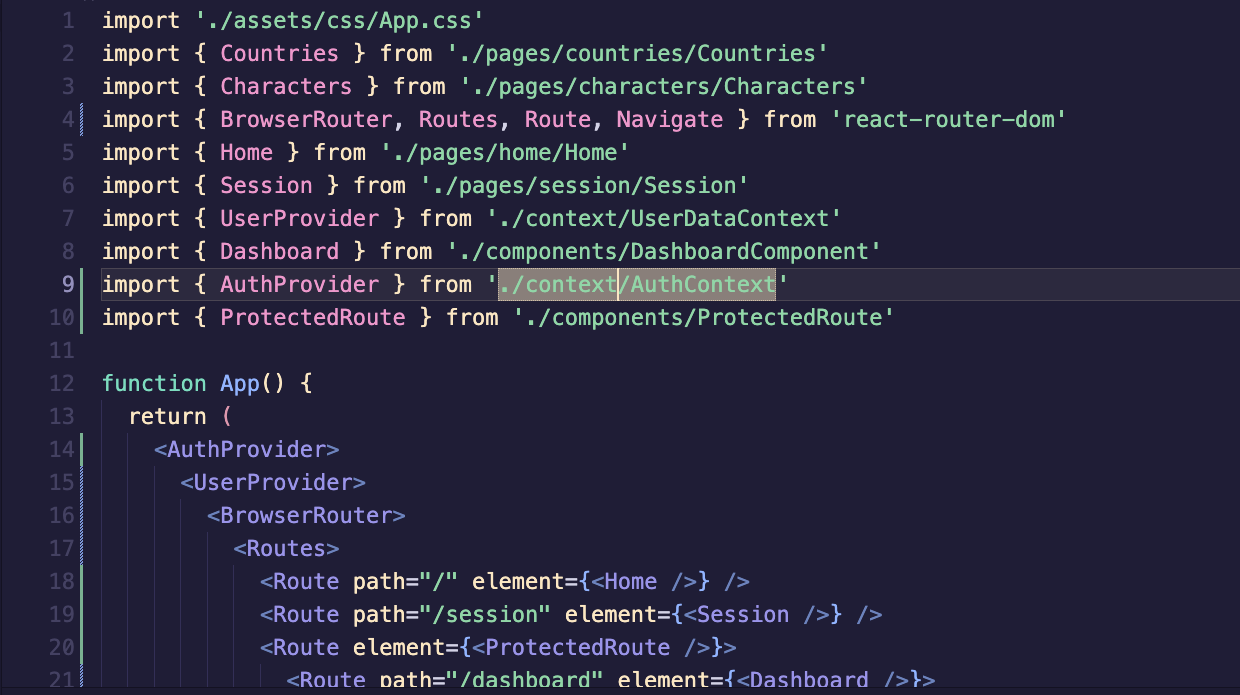 1 import './assets/css/App.css'
2 import { Countries } from './pages/countries/Countries'
3 import { Characters } from './pages/characters/Characters'
4 import { BrowserRouter, Routes, Route, Navigate } from 'react-router-dom'
5 import { Home } from './pages/home/Home'
6 import { Session } from './pages/session/Session'
7 import { UserProvider } from './context/UserDataContext'
8 import { Dashboard } from './components/DashboardComponent'
9 import { AuthProvider } from './context/AuthContext'
10 import { ProtectedRoute } from './components/ProtectedRoute'
11
12 function App() {
13   return (
14     <AuthProvider>
15       <UserProvider>
16         <BrowserRouter>
17           <Routes>
18             <Route path="/" element={<Home />} />
19             <Route path="/session" element={<Session />} />
20             <Route element={<ProtectedRoute />}>
21               <Route path="/dashboard" element={<Dashboard />}>